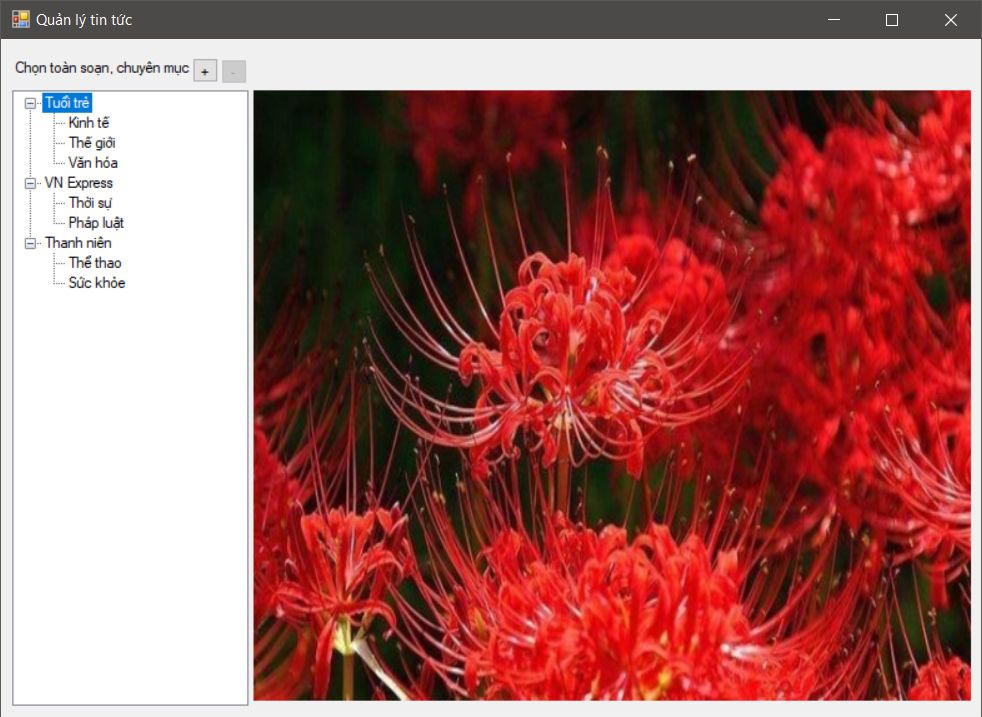 Quản lý tin tức
Chọn toàn soạn, chuyên mục + -
Tuổi trẻ
Kinh tế
Thế giới
Văn hóa
VN Express
Thời sự
Pháp luật
Thanh niên
Thể thao
Sức khỏe